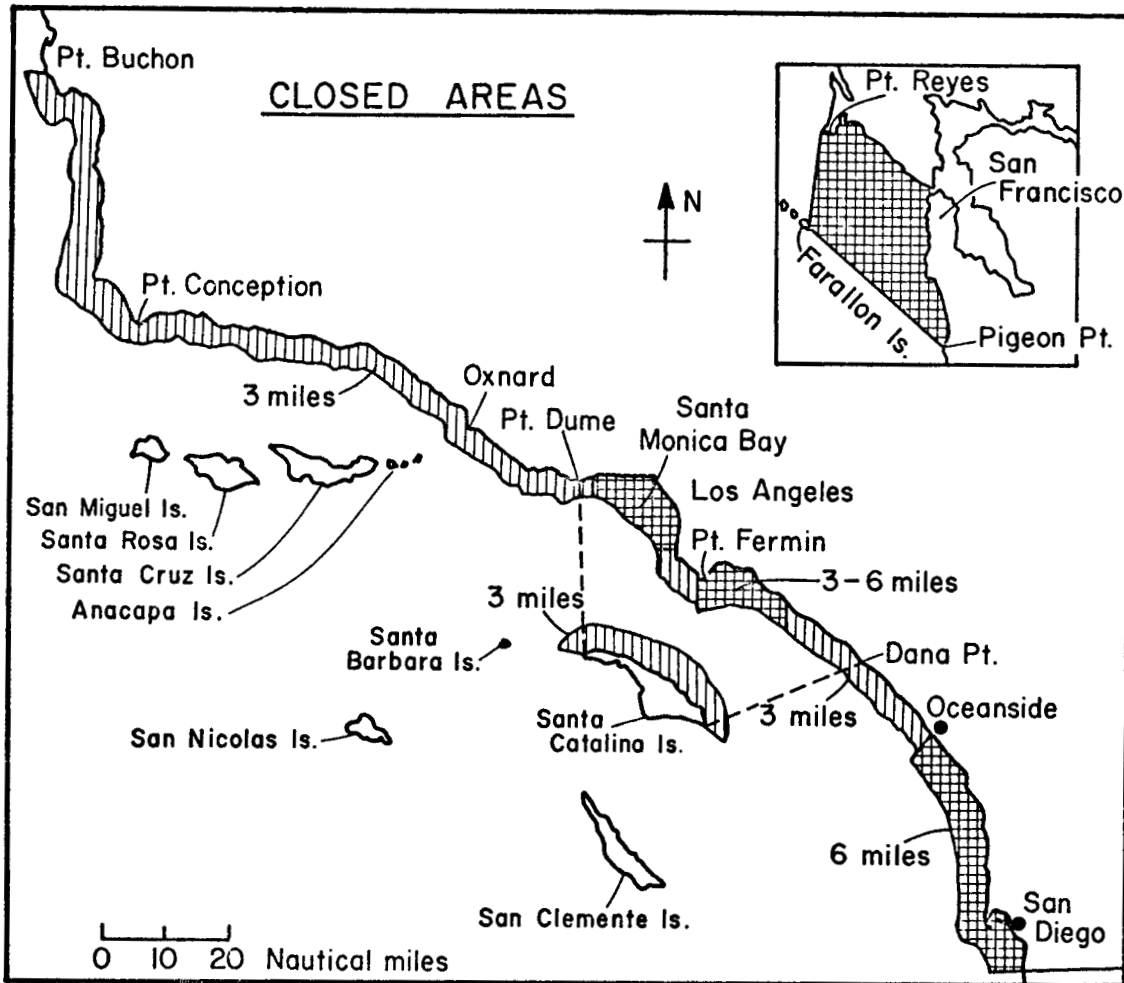 Pt. Buchon
CLOSED AREAS
Pt. Reyes
San
Francisco
Farallon Is.
Pigeon Pt.
N
Pt. Conception
3 miles
Oxnard
Pt. Dume
Santa
Monica Bay
Los Angeles
Pt. Fermin
3-6 miles
San Miguel Is.
Santa Rosa Is.
Santa Cruz Is.
Anacapa Is.
3 miles
Santa
Barbara Is.
Dana Pt.
3 miles
Oceanside
San Nicolas Is.
Santa
Catalina Is.
6 miles
San Clemente Is.
San
Diego
0 10 20 Nautical miles